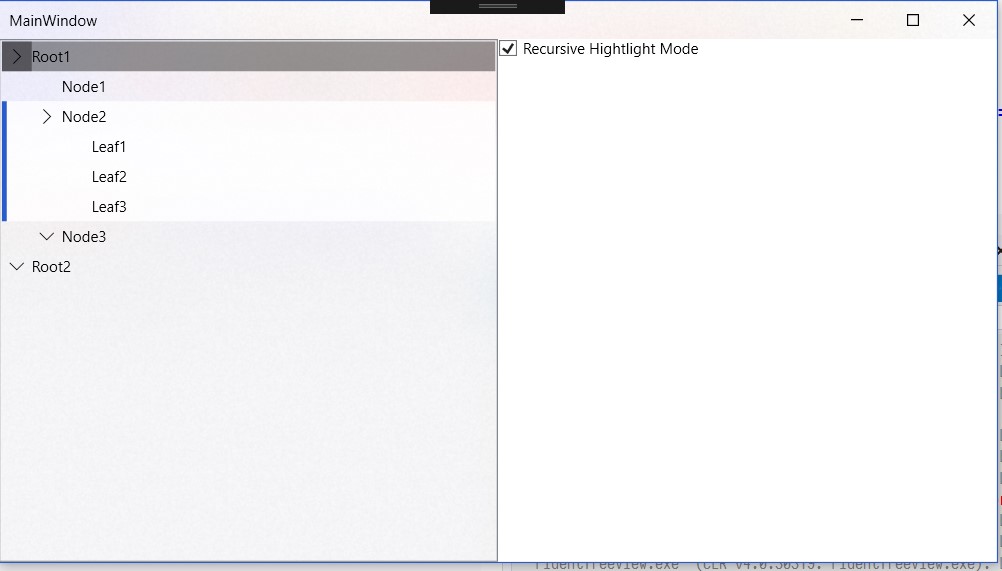 MainWindow
Root1
Recursive Hightlight Mode
Node1
Node2
Leaf1
Leaf2
Leaf3
Node3
Root2
FluentTreeView.exe (CLR v4.0.30319: FluentTreeView.exe).